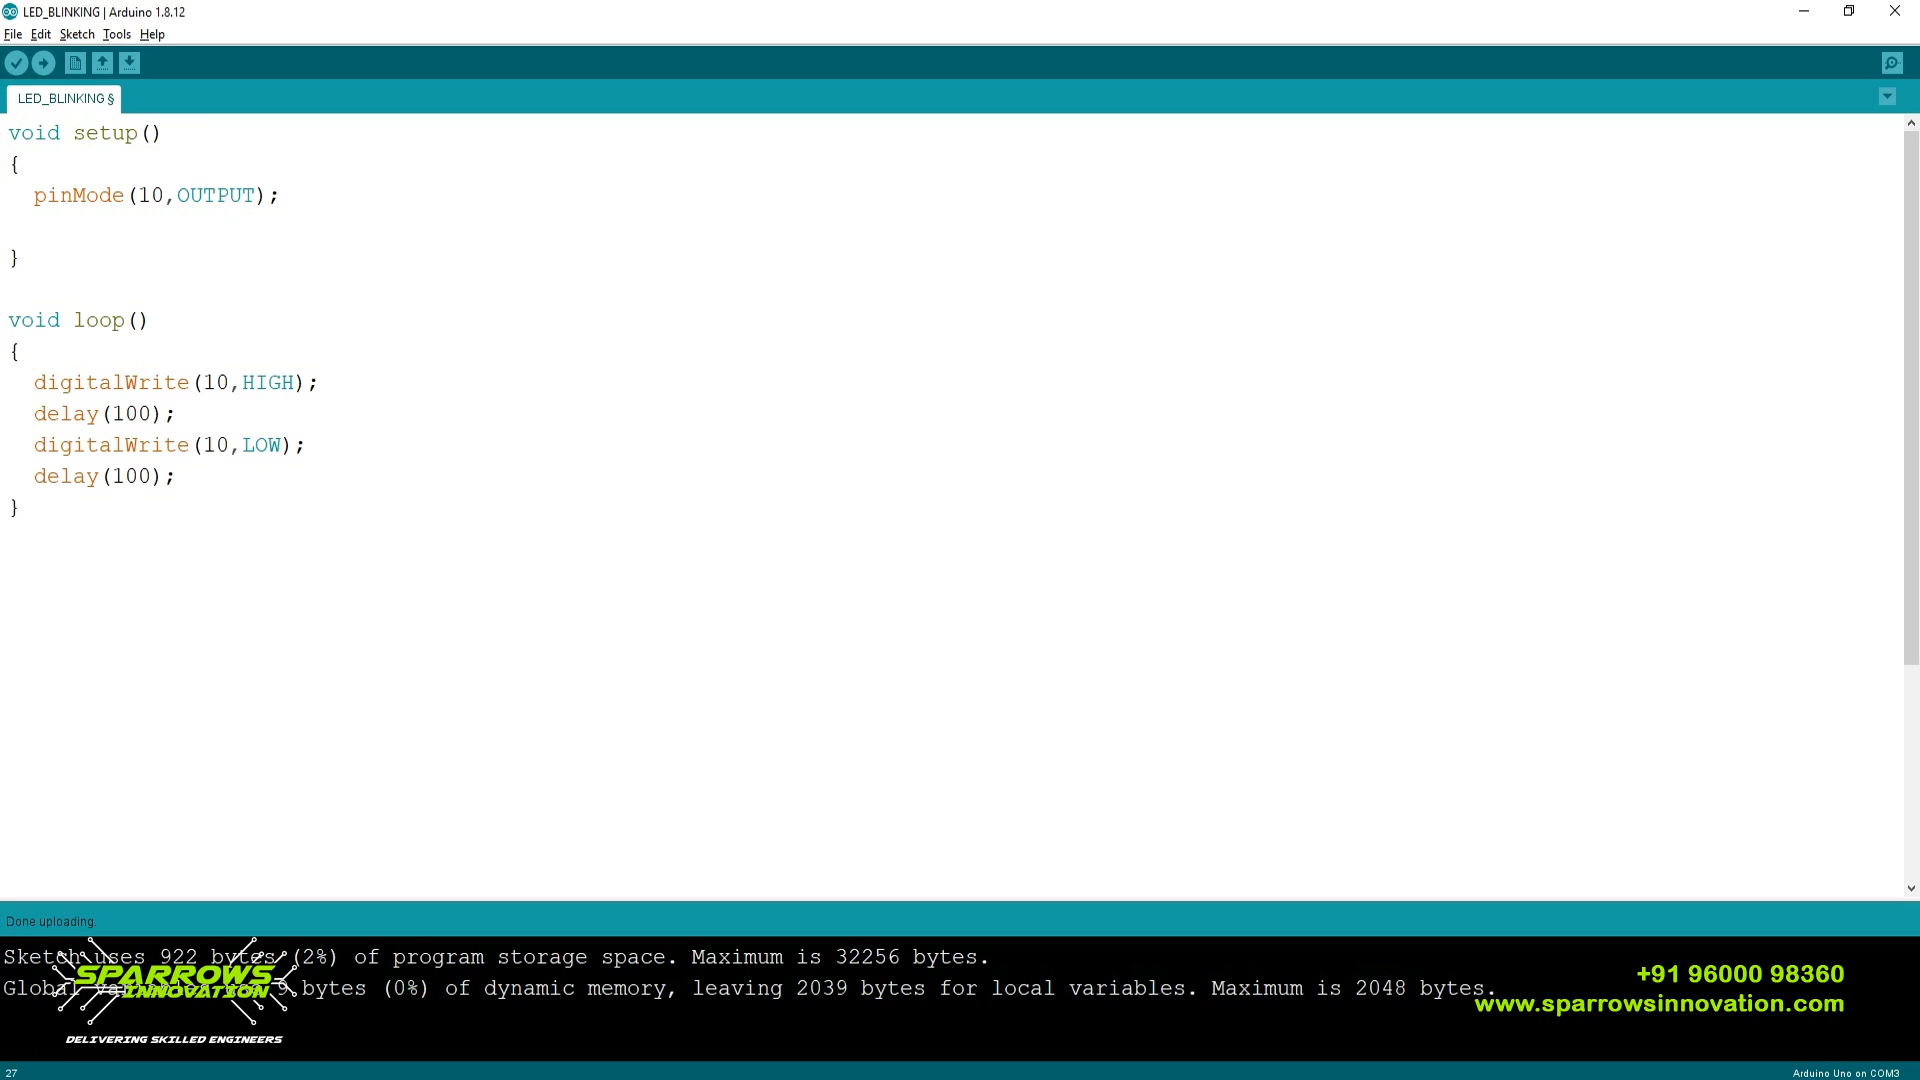 LED_BLINKING | Arduino 1.8.12
File Edit Sketch Tools Help
LED_BLINKING §
void setup()
{
  pinMode(10,OUTPUT);

}

void loop()
{
  digitalWrite(10,HIGH);
  delay(100);
  digitalWrite(10,LOW);
  delay(100);
}
Done uploading.
Sketch uses 922 bytes (2%) of program storage space. Maximum is 32256 bytes.
Global variables use 9 bytes (0%) of dynamic memory, leaving 2039 bytes for local variables. Maximum is 2048 bytes.
SPARROWS
INNOVATION
DELIVERING SKILLED ENGINEERS
+91 96000 98360
www.sparrowsinnovation.com
27
Arduino Uno on COM3